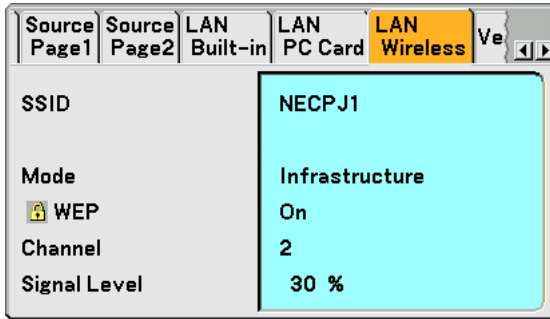 Source Source LAN LAN LAN
Page1 Page2 Built-in PC Card Wireless Ve
SSID NECPJ1
Mode Infrastructure
WEP On
Channel 2
Signal Level 30 %